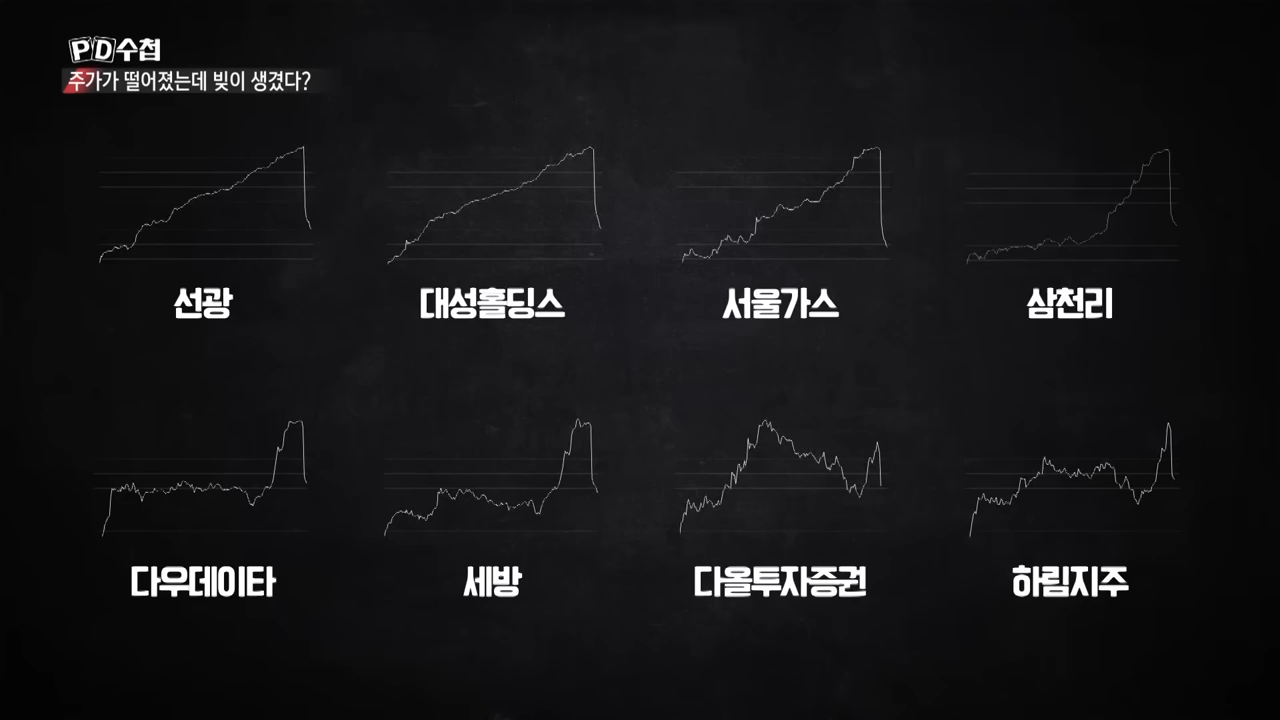 PD수첩
주가가 떨어졌는데 빚이 생겼다?
선광
대성홀딩스
서울가스
삼천리
다우데이타
세방
다올투자증권
하림지주